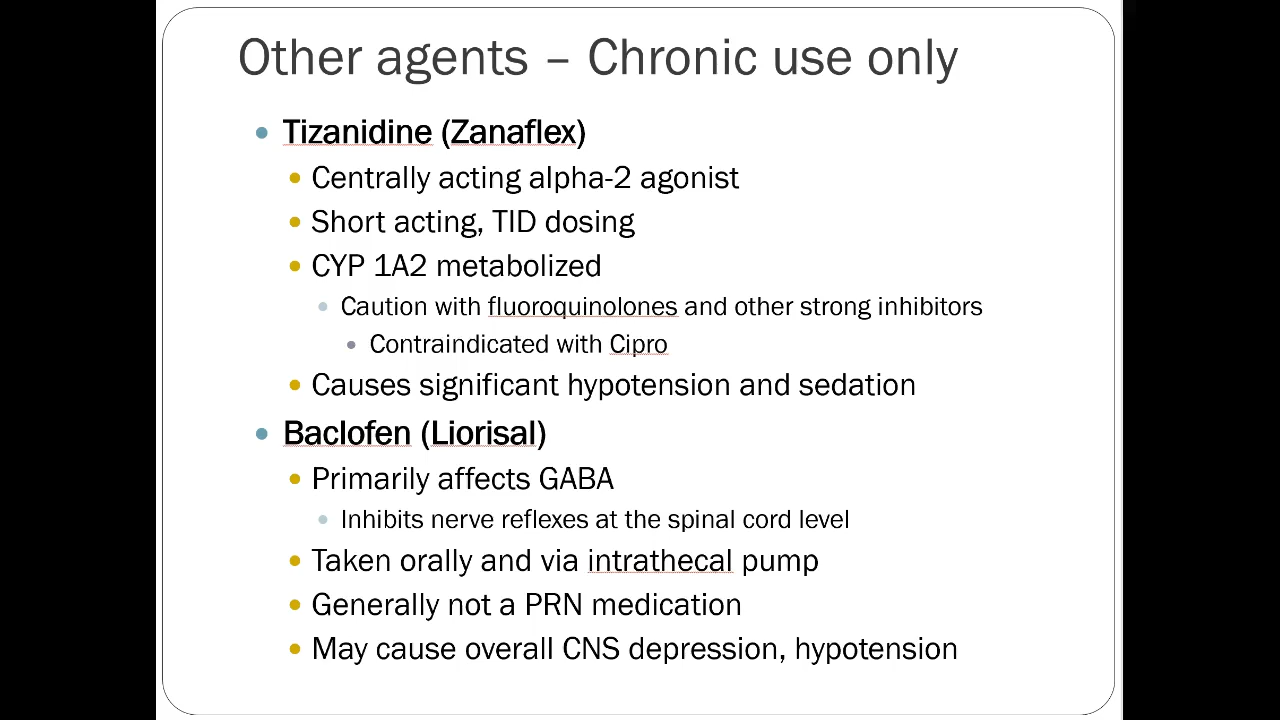 Other agents – Chronic use only
Tizanidine (Zanaflex)
Centrally acting alpha-2 agonist
Short acting, TID dosing
CYP 1A2 metabolized
Caution with fluoroquinolones and other strong inhibitors
Contraindicated with Cipro
Causes significant hypotension and sedation
Baclofen (Liorisal)
Primarily affects GABA
Inhibits nerve reflexes at the spinal cord level
Taken orally and via intrathecal pump
Generally not a PRN medication
May cause overall CNS depression, hypotension